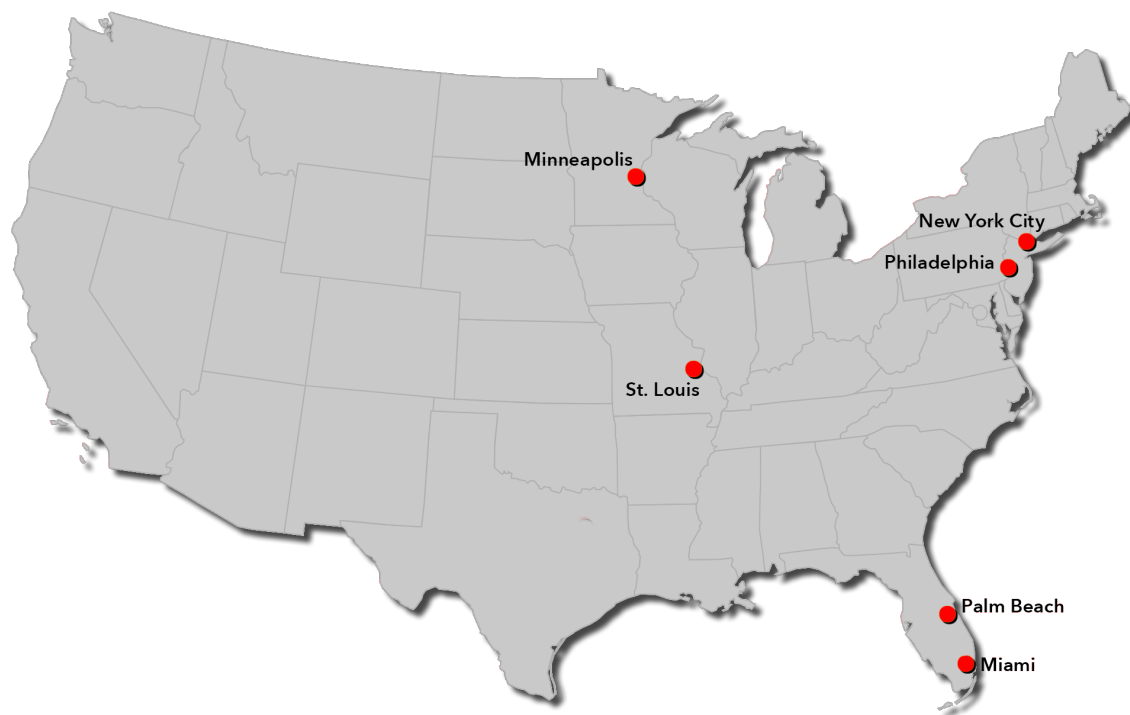 Minneapolis
New York City
Philadelphia
St. Louis
Palm Beach
Miami